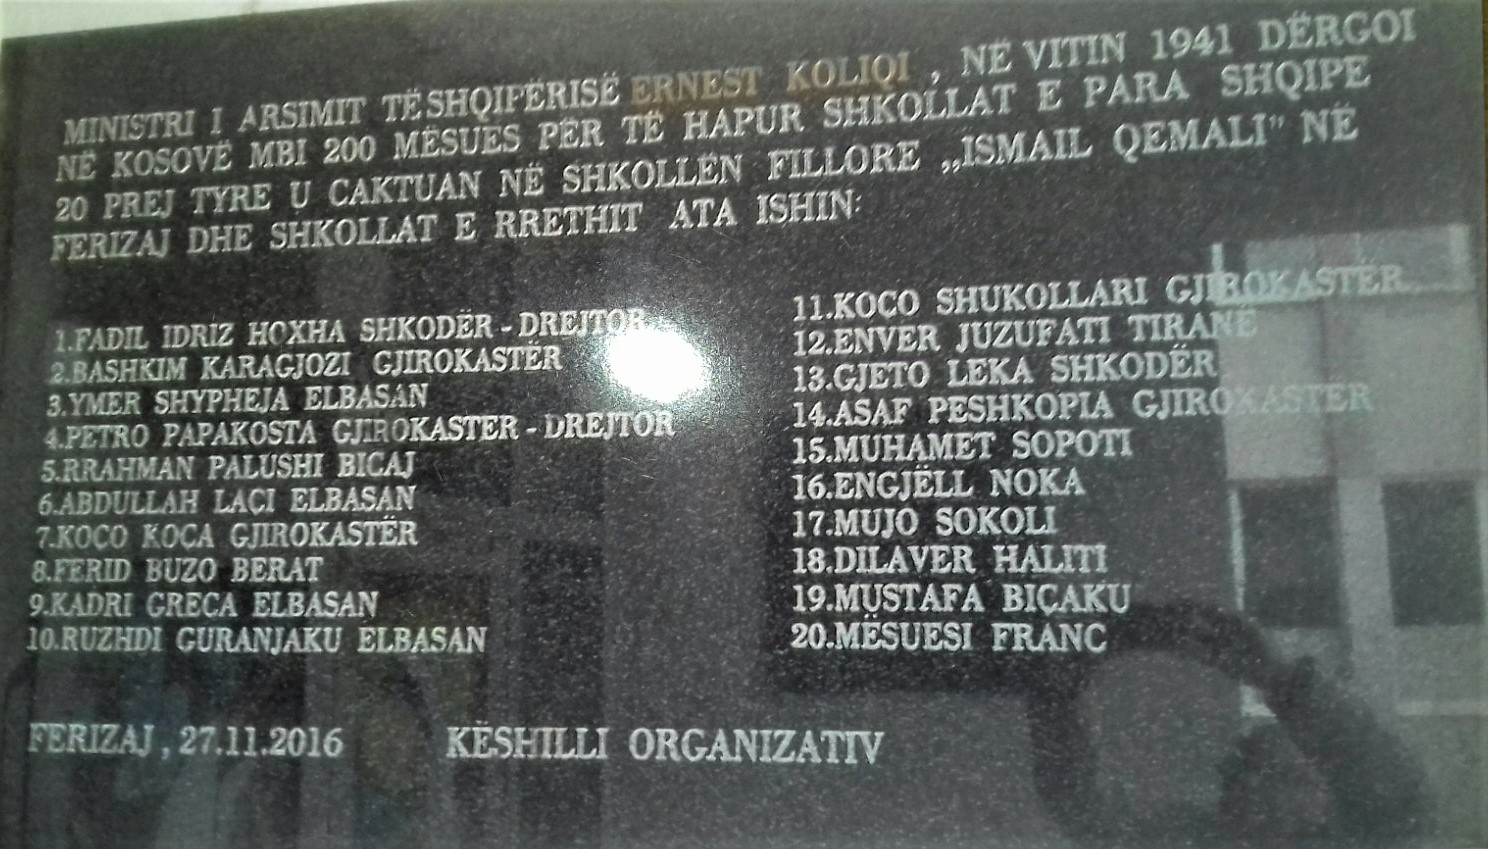 MINISTRI I ARSIMIT TË SHQIPËRISË ERNEST KOLIQI , NË VITIN 1941 DËRGOI
NË KOSOVË MBI 200 MËSUES PËR TË HAPUR SHKOLLAT E PARA SHQIPE
20 PREJ TYRE U CAKTUAN NË SHKOLLËN FILLORE ,,ISMAIL QEMALI" NË
FERIZAJ DHE SHKOLLAT E RRETHIT ATA ISHIN:
1.FADIL IDRIZ HOXHA SHKODËR - DREJTOR
2.BASHKIM KARAGJOZI GJIROKASTËR
3.YMER SHYPHEJA ELBASAN
4.PETRO PAPAKOSTA GJIROKASTER - DREJTOR
5.RRAHMAN PALUSHI BICAJ
6.ABDULLAH LAÇI ELBASAN
7.KOCO KOCA GJIROKASTËR
8.FERID BUZO BERAT
9.KADRI GREÇA ELBASAN
10.RUZHDI GURANJAKU ELBASAN
11.KOÇO SHUKOLLARI GJIROKASTËR
12.ENVER JUZUFATI TIRANË
13.GJETO LEKA SHKODËR
14.ASAF PESHKOPIA GJIROKASTËR
15.MUHAMET SOPOTI
16.ENGJËLL NOKA
17.MUJO SOKOLI
18.DILAVER HALITI
19.MUSTAFA BIÇAKU
20.MËSUESI FRANC
FERIZAJ , 27.11.2016 KËSHILLI ORGANIZATIV